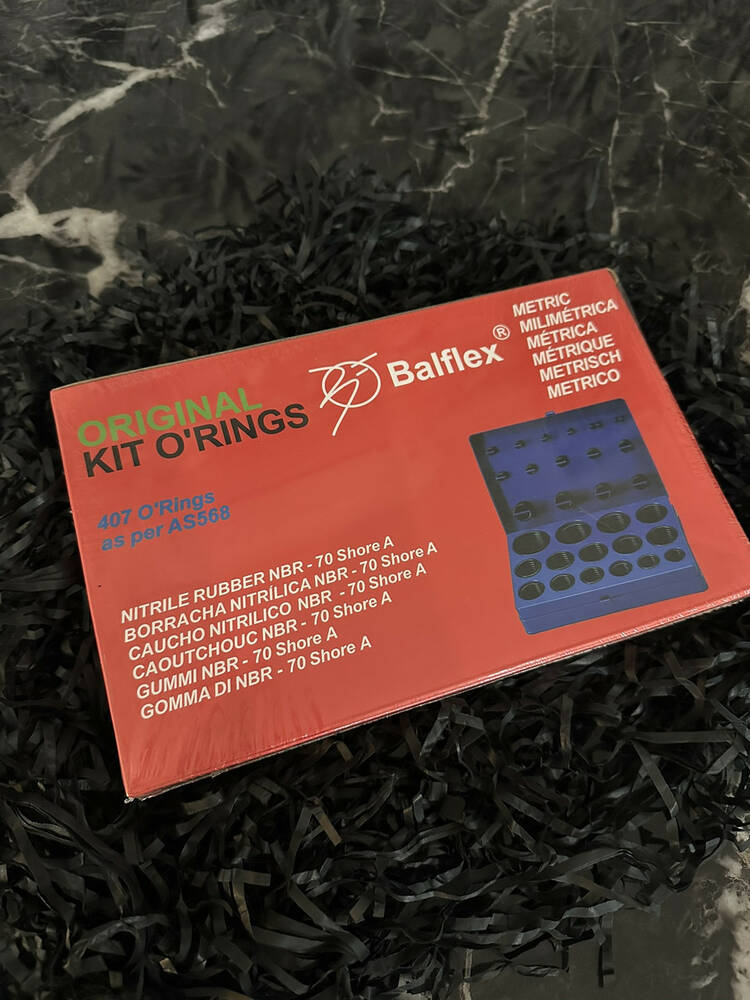 ORIGINAL
KIT O'RINGS
Balflex®
METRIC
MILIMÉTRICA
MÉTRICA
MÉTRIQUE
METRISCH
METRICO
407 O'Rings
as per AS568
NITRILE RUBBER NBR - 70 Shore A
BORRACHA NITRÍLICA NBR - 70 Shore A
CAUCHO NITRILICO NBR - 70 Shore A
CAOUTCHOUC NBR - 70 Shore A
GUMMI NBR - 70 Shore A
GOMMA DI NBR - 70 Shore A